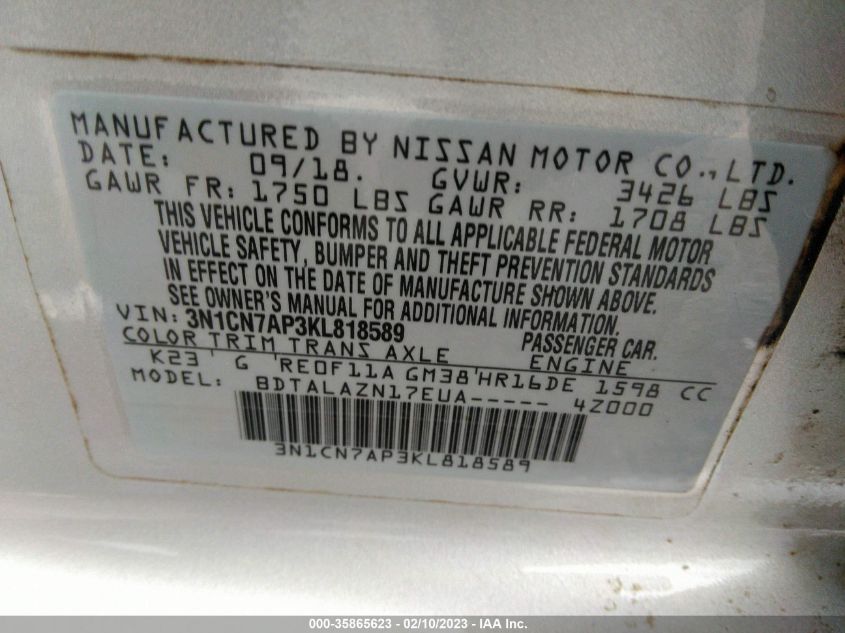 MANUFACTURED BY NISSAN MOTOR CO., LTD.
DATE: 09/18. GVWR: 3426 LBS
GAWR FR: 1750 LBS GAWR RR: 1708 LBS
THIS VEHICLE CONFORMS TO ALL APPLICABLE FEDERAL MOTOR
VEHICLE SAFETY, BUMPER AND THEFT PREVENTION STANDARDS
IN EFFECT ON THE DATE OF MANUFACTURE SHOWN ABOVE.
SEE OWNER'S MANUAL FOR ADDITIONAL INFORMATION.
VIN: 3N1CN7AP3KL818589 PASSENGER CAR.
COLOR TRIM TRANS AXLE ENGINE
K23 ' G 'RE0F11A GM38'HR16DE 1598 CC
MODEL: BDTALAZN17EUA----- 4Z000
3N1CN7AP3KL818589
000-35865623 - 02/10/2023 - IAA Inc.